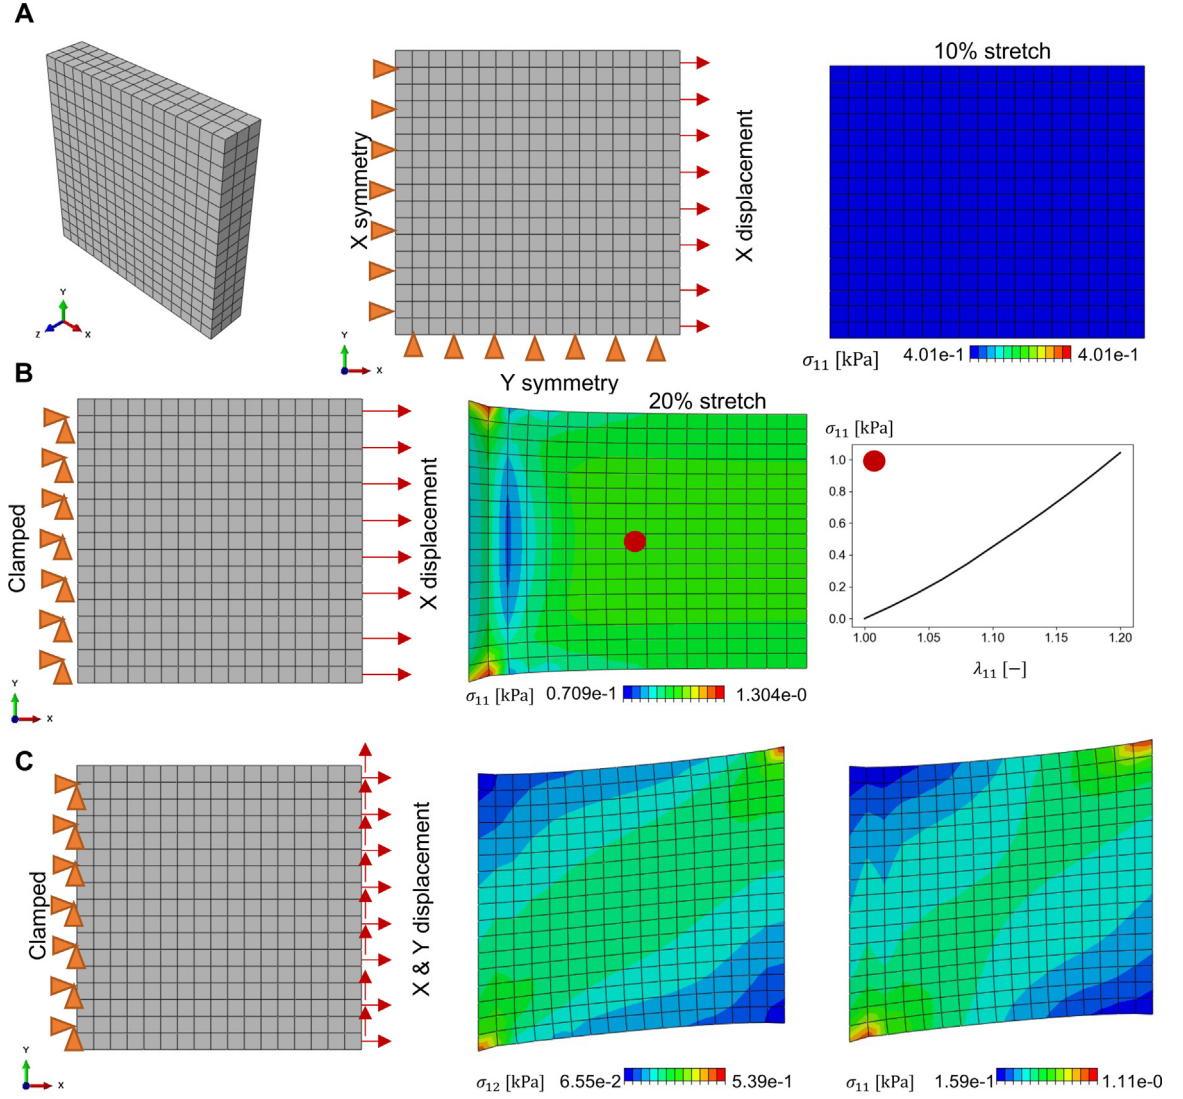 A
10% stretch
X symmetry
X displacement
Y
Z
X
Y
X
σ₁₁ [kPa]
4.01e-1
4.01e-1
Y symmetry
B
20% stretch
Clamped
X displacement
σ₁₁ [kPa]
1.0
0.8
0.6
0.4
0.2
0.0
1.00
1.05
1.10
1.15
1.20
λ₁₁ [−]
Y
X
σ₁₁ [kPa]
0.709e-1
1.304e-0
C
Clamped
X & Y displacement
Y
X
σ₁₂ [kPa]
6.55e-2
5.39e-1
σ₁₁ [kPa]
1.59e-1
1.11e-0